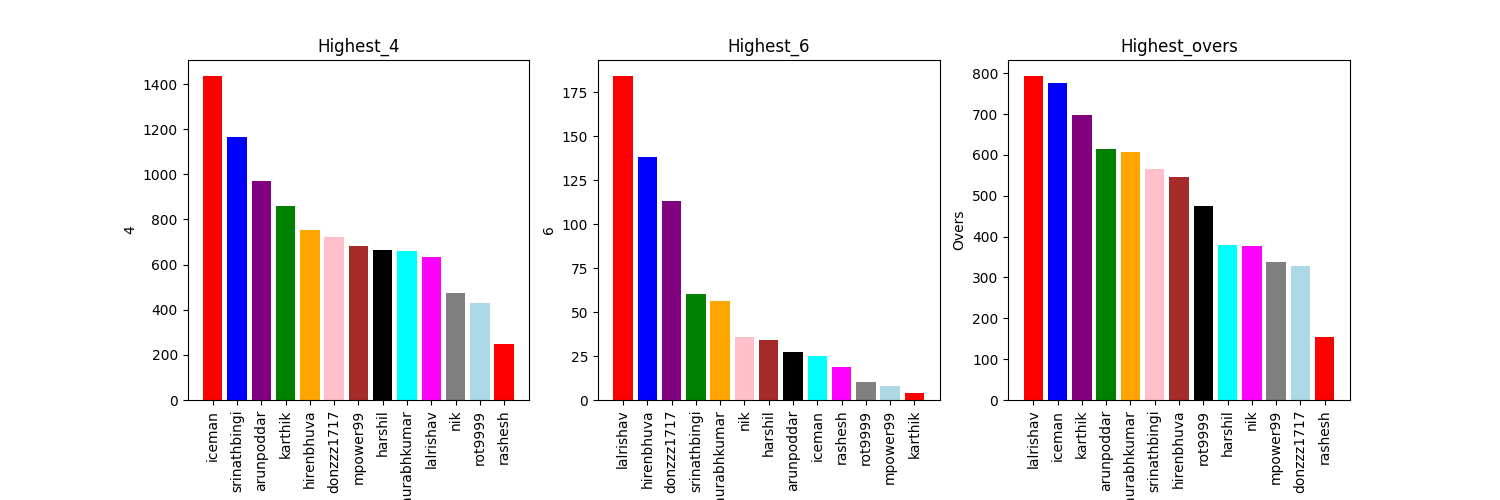 Highest_4
4
1400
1200
1000
800
600
400
200
0
iceman
srinathbingi
arunpoddar
karthik
hirenbhuva
donzzz1717
mpower99
harshil
urabhkumar
lalrishav
nik
rot9999
rashesh
Highest_6
6
175
150
125
100
75
50
25
0
lalrishav
hirenbhuva
donzzz1717
srinathbingi
urabhkumar
nik
harshil
arunpoddar
iceman
rashesh
rot9999
mpower99
karthik
Highest_overs
Overs
800
700
600
500
400
300
200
100
0
lalrishav
iceman
karthik
arunpoddar
urabhkumar
srinathbingi
hirenbhuva
rot9999
harshil
nik
mpower99
donzzz1717
rashesh